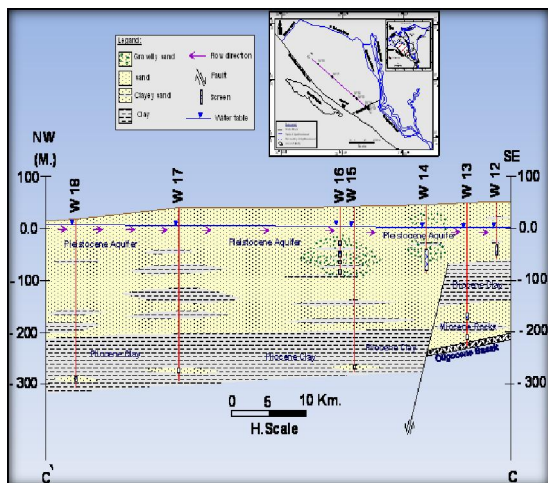 Legend:
Gravelly sand
Flow direction
sand
Fault
Clayey sand
Screen
Clay
Water table
NW
(M.)
SE
W 18
W 17
W 16
W 15
W 14
W 13
W 12
100
100
0.0
0.0
Pleistocene Aquifer
Pleistocene Aquifer
Pleistocene Aquifer
- 100
- 100
Pliocene Clay
- 200
- 200
Miocene Rocks
Pliocene Clay
Pliocene Clay
Pliocene Clay
Oligocene Basalt
- 300
- 300
0 5 10 Km.
H.Scale
C'
C